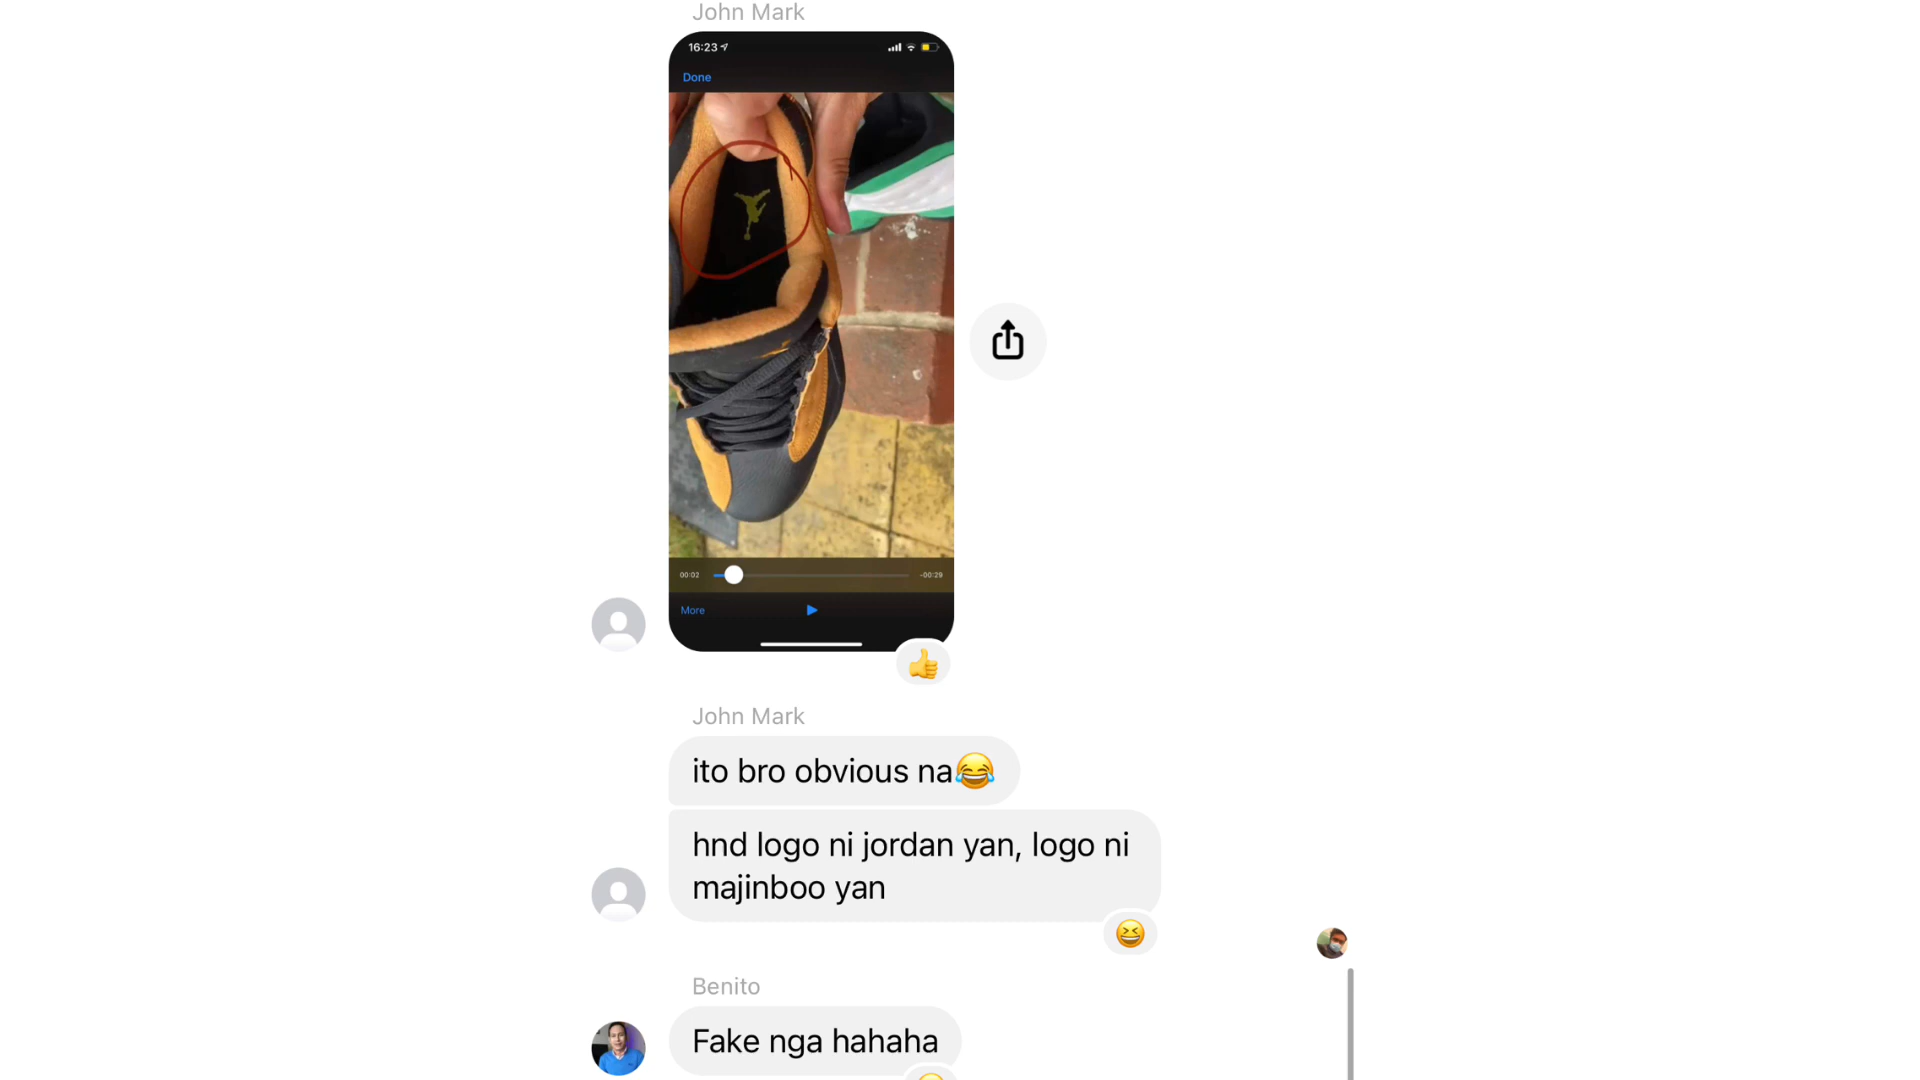 John Mark
16:23
Done
00:02
-00:29
More
John Mark
ito bro obvious na😂
hnd logo ni jordan yan, logo ni
majinboo yan
Benito
Fake nga hahaha